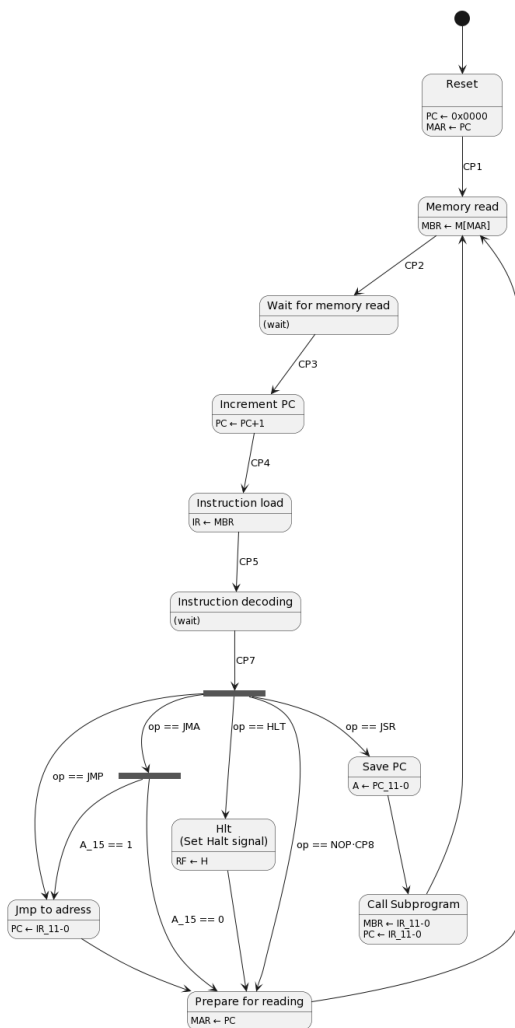 Reset
PC ← 0x0000
MAR ← PC
CP1
Memory read
MBR ← M[MAR]
CP2
Wait for memory read
(wait)
CP3
Increment PC
PC ← PC+1
CP4
Instruction load
IR ← MBR
CP5
Instruction decoding
(wait)
CP7
op == JMP
op == JMA
op == HLT
op == NOP·CP8
op == JSR
Save PC
A ← PC_11-0
A_15 == 1
A_15 == 0
Hlt
(Set Halt signal)
RF ← H
Jmp to adress
PC ← IR_11-0
Call Subprogram
MBR ← IR_11-0
PC ← IR_11-0
Prepare for reading
MAR ← PC